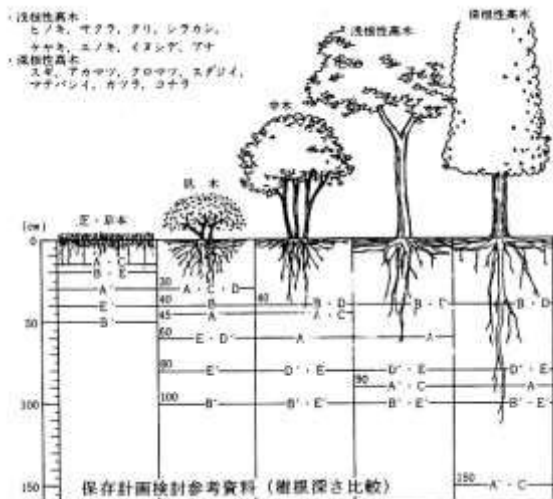 ・浅根性高木
ヒノキ, サクラ, クリ, シラカシ,
ケヤキ, エノキ, イヌシデ, ブナ
・深根性高木
スギ, アカマツ, クロマツ, スダジイ,
マテバシイ, カツラ, コナラ
深根性高木
浅根性高木
中木
低木
芝・草本
(cm)
0
A・C
B・E
30 A・C・D
A'
40 B 40 B・D B・D B・D
E'
45 A A・C
50 B'
60 E・D' A A
80 E' D'・E D'・E D'・E
90 A'・C A
100 100 B' B'・E' B'・E' B'・E'
150 150 A'・C
保存計画検討参考資料 (樹根深さ比較)